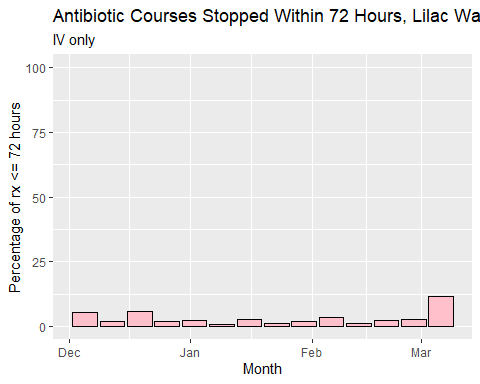 Antibiotic Courses Stopped Within 72 Hours, Lilac Wa
IV only
Percentage of rx <= 72 hours
100
75
50
25
0
Dec
Jan
Feb
Mar
Month